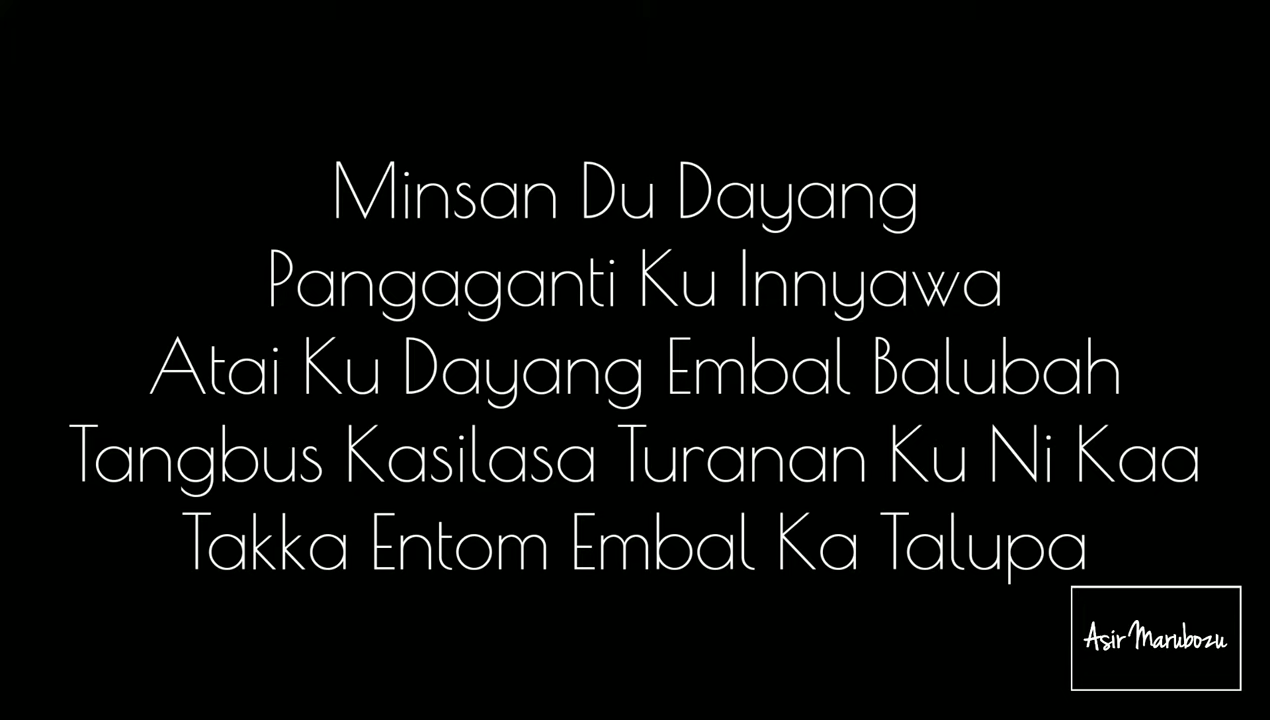 Minsan Du Dayang
Pangaganti Ku Innyawa
Atai Ku Dayang Embal Balubah
Tangbus Kasilasa Turanan Ku Ni Kaa
Takka Entom Embal Ka Talupa
Asir Marubozu